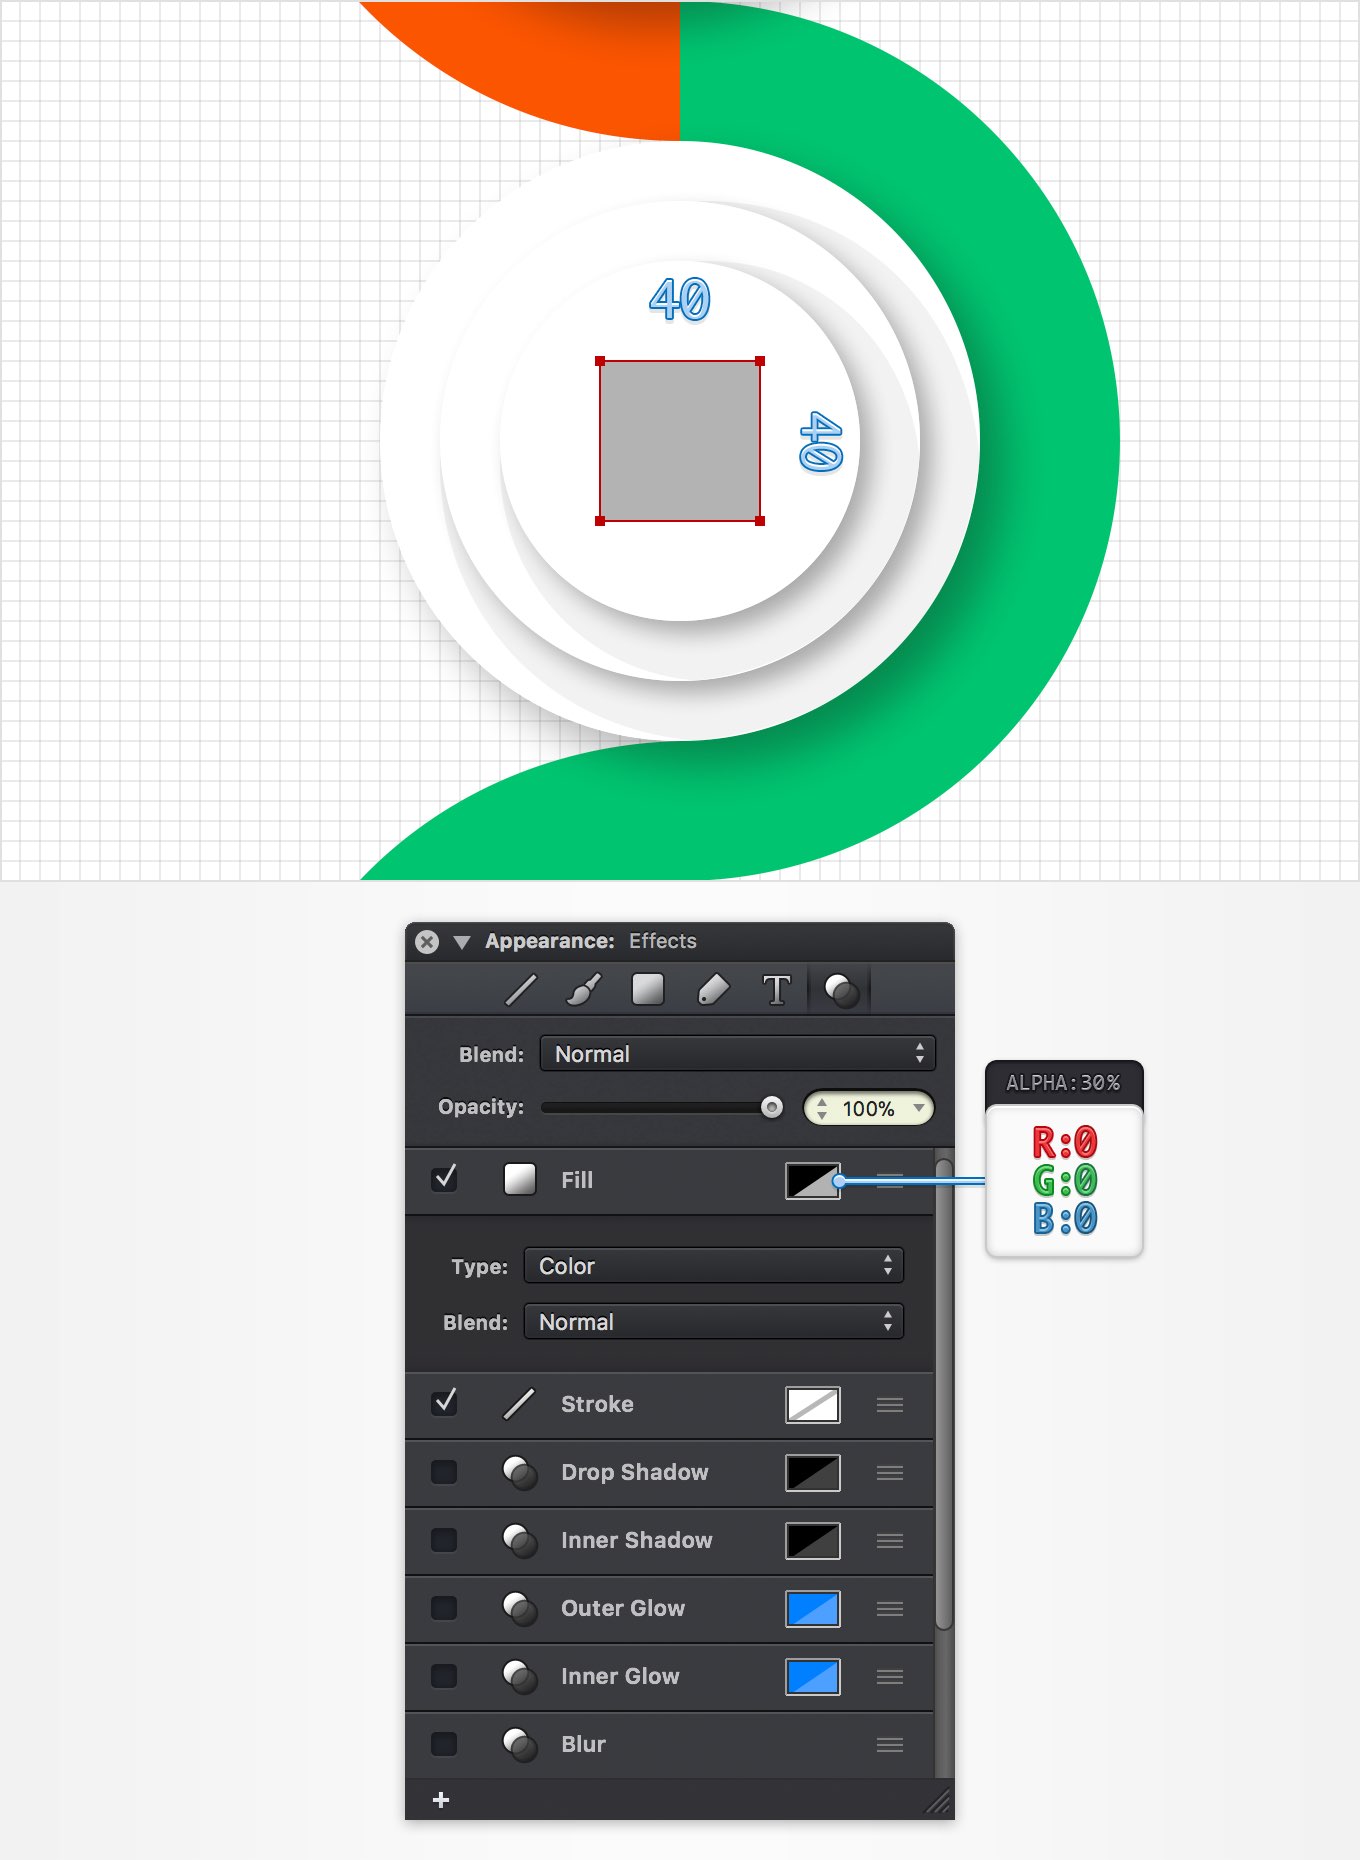 40
40
Appearance: Effects
T
Blend: Normal
Opacity: 100%
ALPHA:30%
R:0
G:0
B:0
Fill
Type: Color
Blend: Normal
Stroke
Drop Shadow
Inner Shadow
Outer Glow
Inner Glow
Blur
+